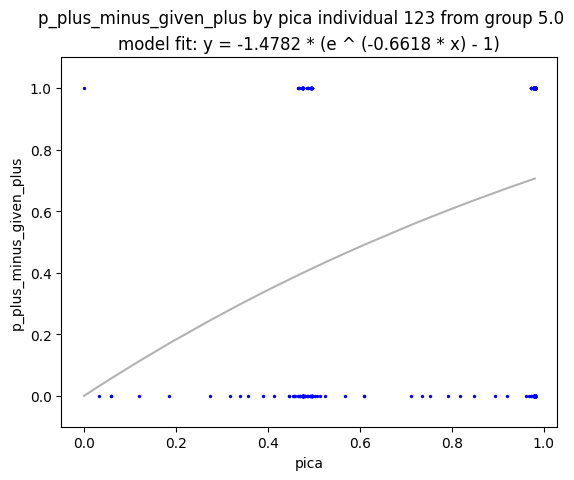 p_plus_minus_given_plus by pica individual 123 from group 5.0
model fit: y = -1.4782 * (e ^ (-0.6618 * x) - 1)
p_plus_minus_given_plus
1.0
0.8
0.6
0.4
0.2
0.0
0.0 0.2 0.4 0.6 0.8 1.0
pica